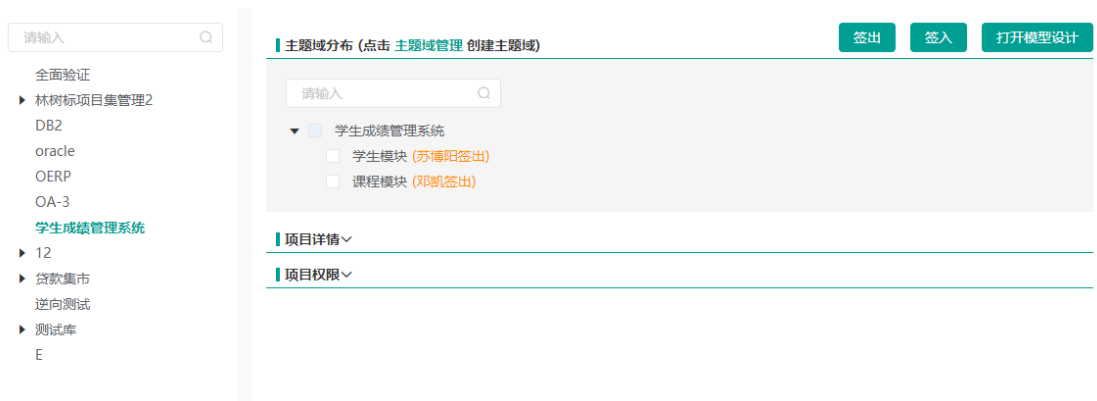 请输入
全面验证
林树标项目集管理2
DB2
oracle
OERP
OA-3
学生成绩管理系统
12
贷款集市
逆向测试
测试库
E
主题域分布 (点击 主题域管理 创建主题域)
签出
签入
打开模型设计
请输入
学生成绩管理系统
学生模块 (苏博阳签出)
课程模块 (邓凯签出)
项目详情
项目权限